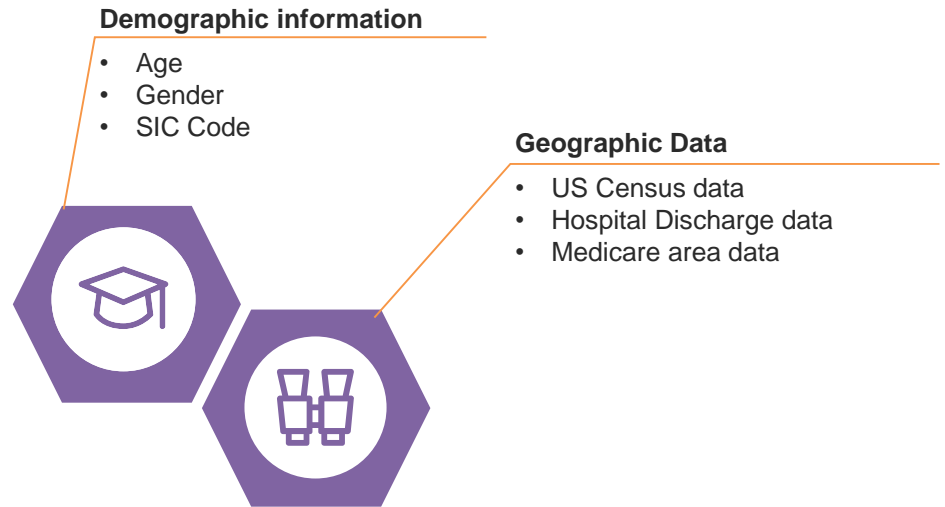 Demographic information
• Age
• Gender
• SIC Code
Geographic Data
• US Census data
• Hospital Discharge data
• Medicare area data